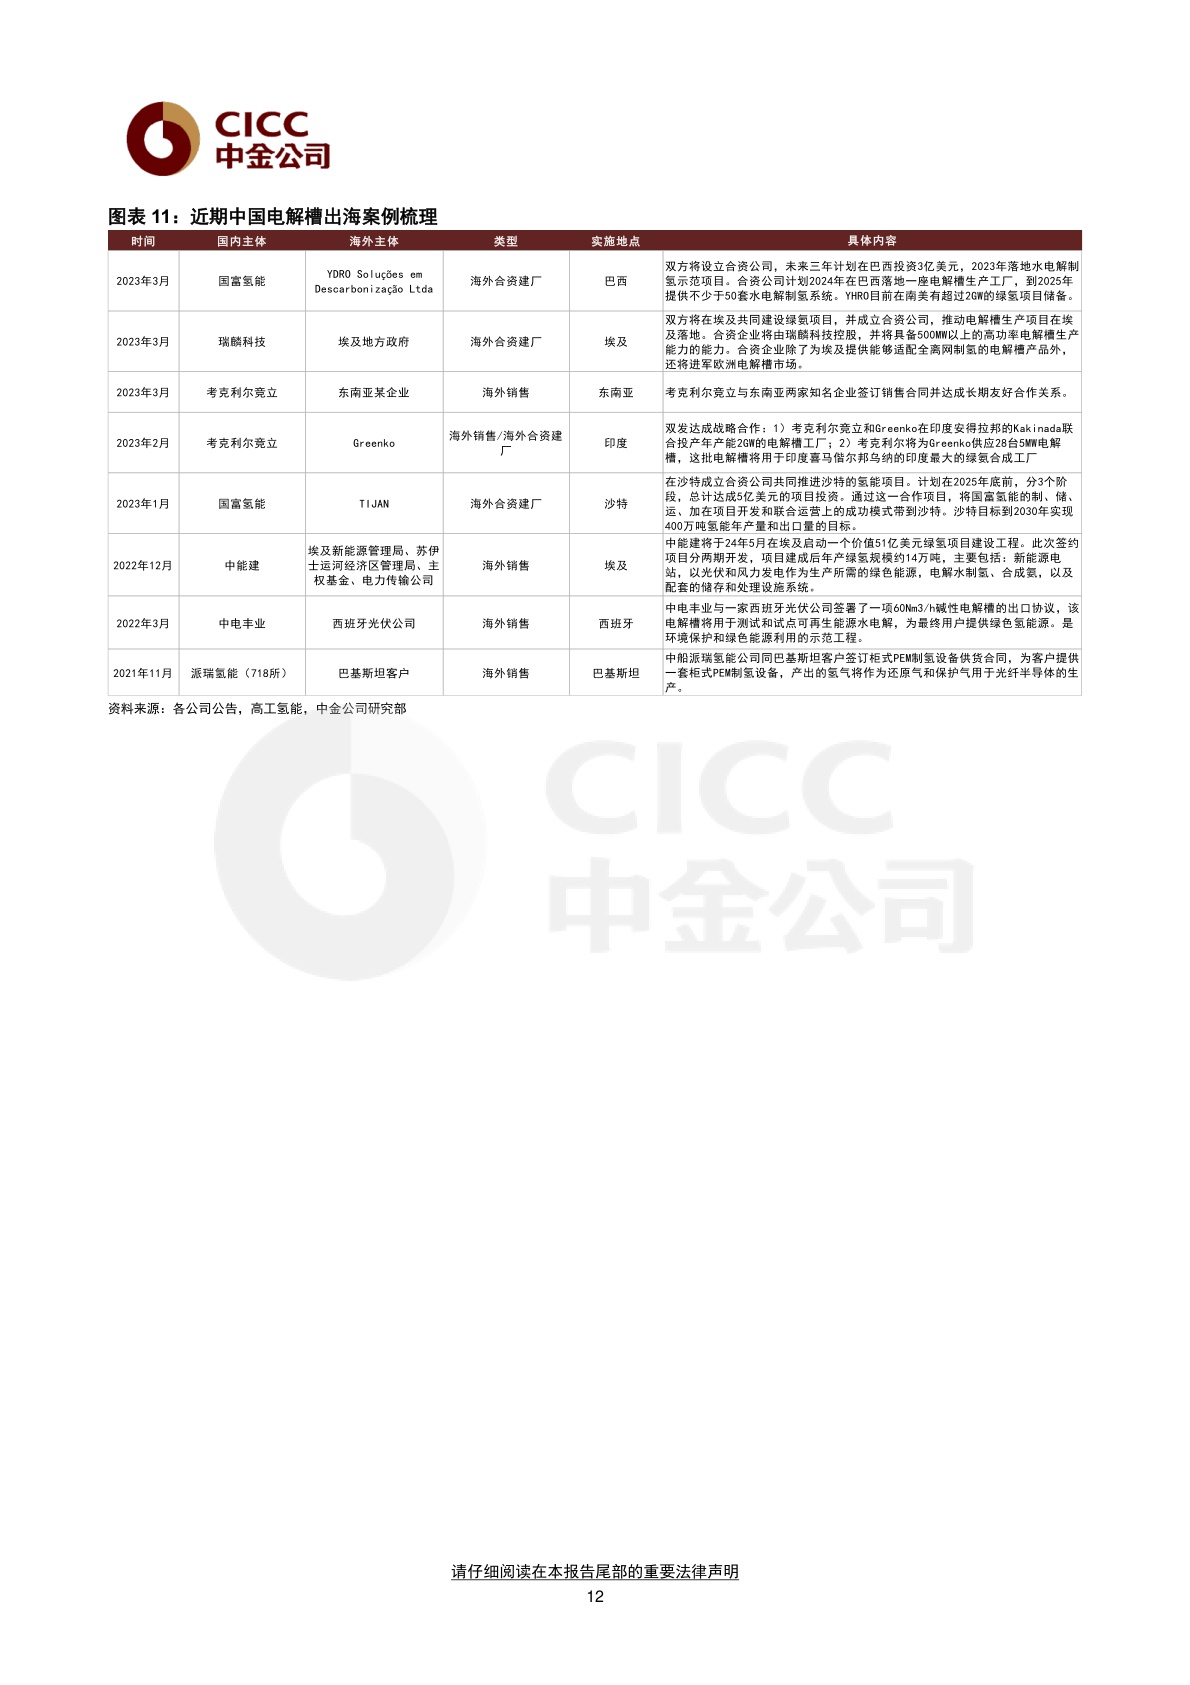 CICC
中金公司
图表 11：近期中国电解槽出海案例梳理
时间 国内主体 海外主体 类型 实施地点 具体内容
2023年3月 国富氢能 YDRO Soluções em Descarbonização Ltda 海外合资建厂 巴西
双方将设立合资公司，未来三年计划在巴西投资3亿美元，2023年落地水电解制
氢示范项目。合资公司计划2024年在巴西落地一座电解槽生产工厂，到2025年
提供不少于50套水电解制氢系统。YHRO目前在南美有超过2GW的绿氢项目储备。
2023年3月 瑞麟科技 埃及地方政府 海外合资建厂 埃及
双方将在埃及共同建设绿氨项目，并成立合资公司，推动电解槽生产项目在埃
及落地。合资企业将由瑞麟科技控股，并将具备500MW以上的高功率电解槽生产
能力的能力。合资企业除了为埃及提供能够适配全离网制氢的电解槽产品外，
还将进军欧洲电解槽市场。
2023年3月 考克利尔竞立 东南亚某企业 海外销售 东南亚 考克利尔竞立与东南亚两家知名企业签订销售合同并达成长期友好合作关系。
2023年2月 考克利尔竞立 Greenko 海外销售/海外合资建厂 印度
双发达成战略合作：1）考克利尔竞立和Greenko在印度安得拉邦的Kakinada联
合投产年产能2GW的电解槽工厂；2）考克利尔将为Greenko供应28台5MW电解
槽，这批电解槽将用于印度喜马偕尔邦乌纳的印度最大的绿氨合成工厂
2023年1月 国富氢能 TIJAN 海外合资建厂 沙特
在沙特成立合资公司共同推进沙特的氢能项目。计划在2025年底前，分3个阶
段，总计达成5亿美元的项目投资。通过这一合作项目，将国富氢能的制、储、
运、加在项目开发和联合运营上的成功模式带到沙特。沙特目标到2030年实现
400万吨氢能年产量和出口量的目标。
2022年12月 中能建 埃及新能源管理局、苏伊士运河经济区管理局、主权基金、电力传输公司 海外销售 埃及
中能建将于24年5月在埃及启动一个价值51亿美元绿氢项目建设工程。此次签约
项目分两期开发，项目建成后年产绿氢规模约14万吨，主要包括：新能源电
站，以光伏和风力发电作为生产所需的绿色能源，电解水制氢、合成氨，以及
配套的储存和处理设施系统。
2022年3月 中电丰业 西班牙光伏公司 海外销售 西班牙
中电丰业与一家西班牙光伏公司签署了一项60Nm3/h碱性电解槽的出口协议，该
电解槽将用于测试和试点可再生能源水电解，为最终用户提供绿色氢能源。是
环境保护和绿色能源利用的示范工程。
2021年11月 派瑞氢能（718所） 巴基斯坦客户 海外销售 巴基斯坦
中船派瑞氢能公司同巴基斯坦客户签订柜式PEM制氢设备供货合同，为客户提供
一套柜式PEM制氢设备，产出的氢气将作为还原气和保护气用于光纤半导体的生
产。
资料来源：各公司公告，高工氢能，中金公司研究部
CICC
中金公司
请仔细阅读在本报告尾部的重要法律声明
12